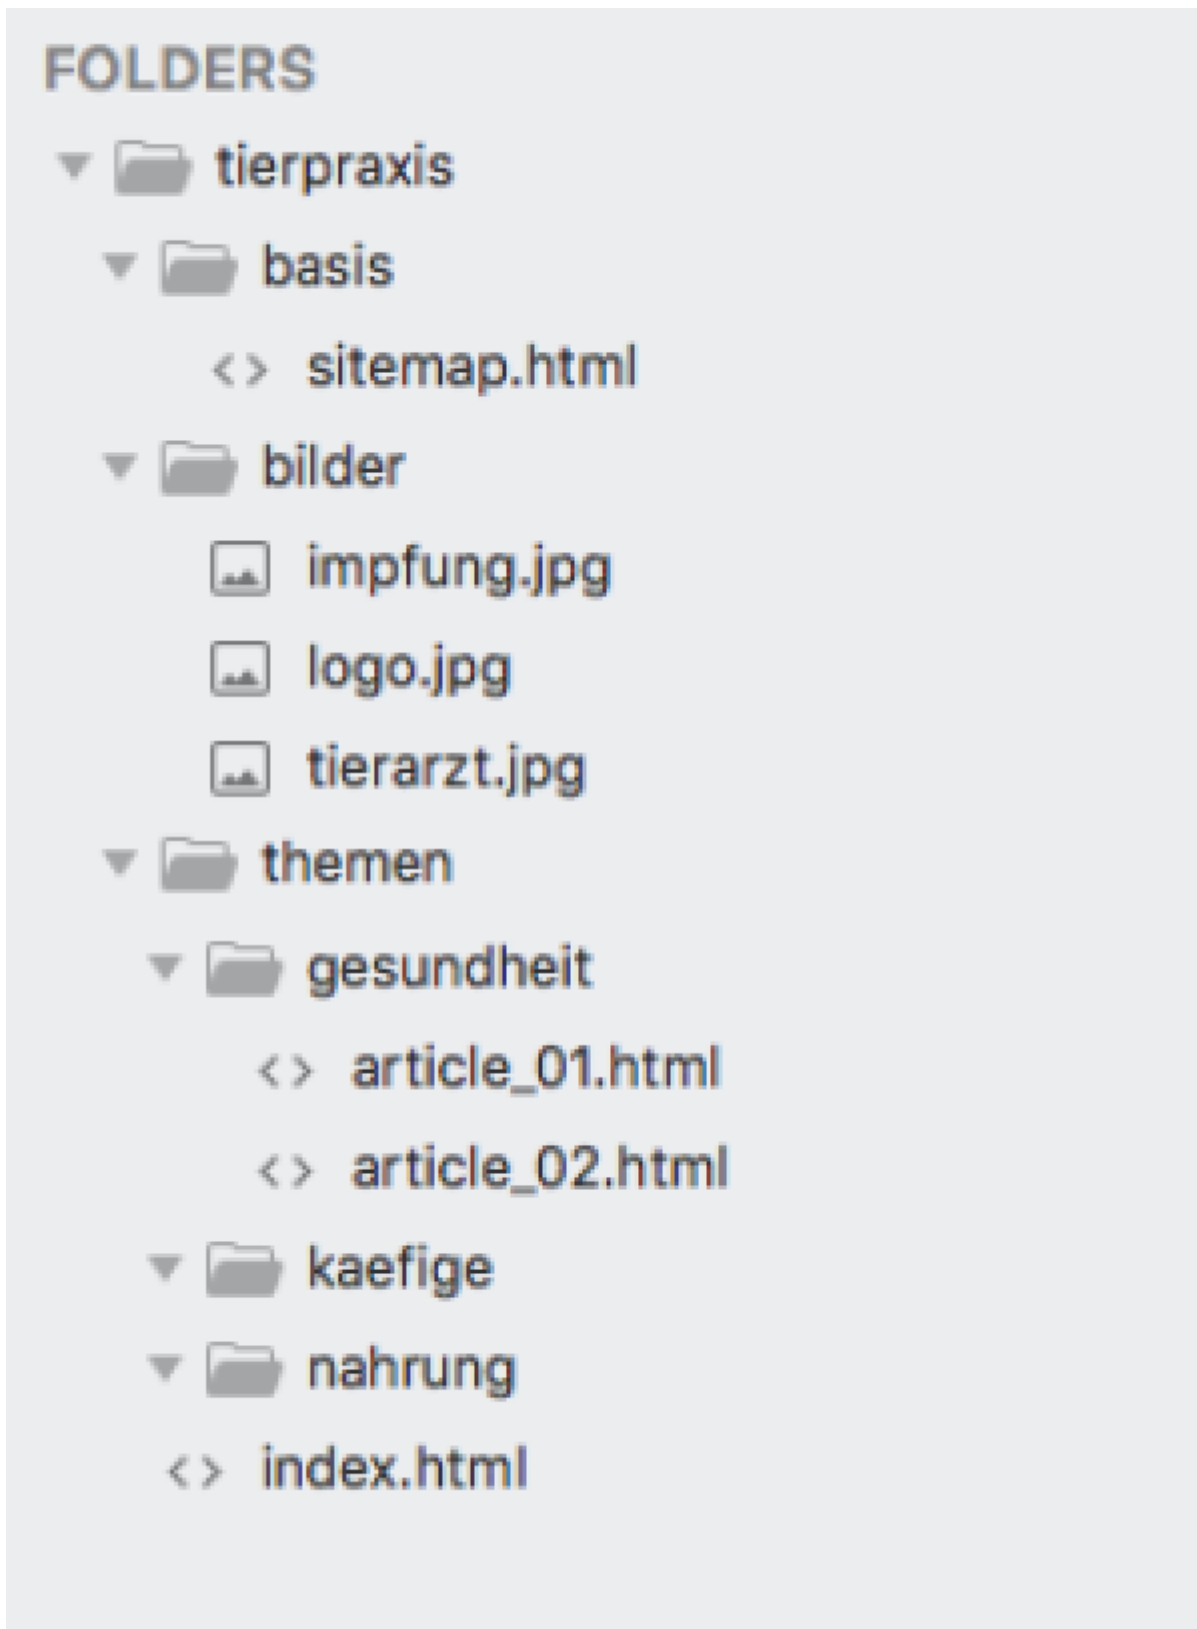 FOLDERS
tierpraxis
basis
sitemap.html
bilder
impfung.jpg
logo.jpg
tierarzt.jpg
themen
gesundheit
article_01.html
article_02.html
kaefige
nahrung
index.html